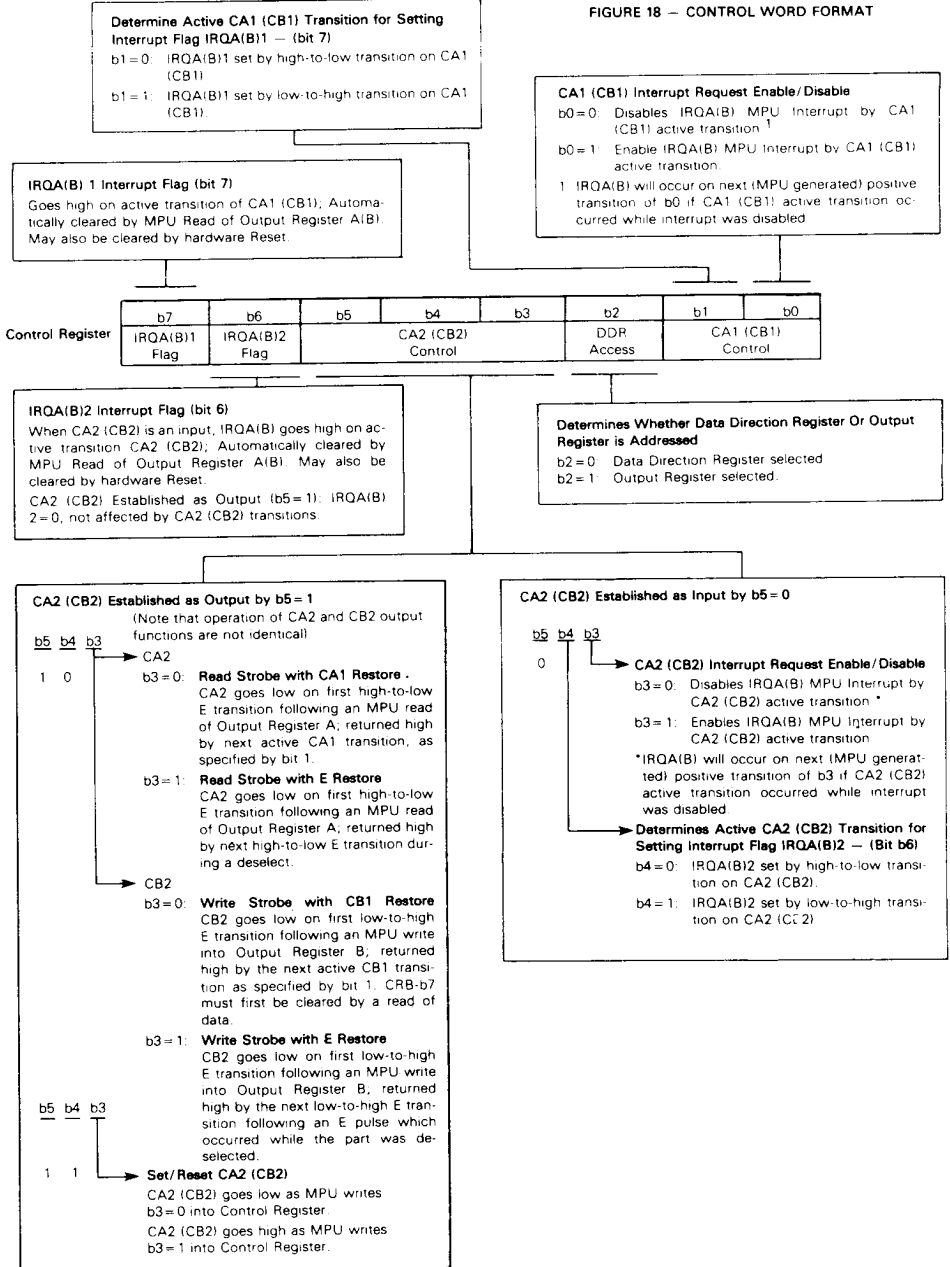 FIGURE 18 — CONTROL WORD FORMAT
Determine Active CA1 (CB1) Transition for Setting
Interrupt Flag IRQA(B)1 — (bit 7)
b1=0: IRQA(B)1 set by high-to-low transition on CA1
(CB1)
b1=1: IRQA(B)1 set by low-to-high transition on CA1
(CB1).
CA1 (CB1) Interrupt Request Enable/Disable
b0=0: Disables IRQA(B) MPU Interrupt by CA1
(CB1) active transition 1
b0=1: Enable IRQA(B) MPU Interrupt by CA1 (CB1)
active transition.
1 IRQA(B) will occur on next (MPU generated) positive
transition of b0 if CA1 (CB1) active transition oc-
curred while interrupt was disabled
IRQA(B) 1 Interrupt Flag (bit 7)
Goes high on active transition of CA1 (CB1); Automa-
tically cleared by MPU Read of Output Register A(B).
May also be cleared by hardware Reset.
b7 b6 b5 b4 b3 b2 b1 b0
Control Register
IRQA(B)1
Flag
IRQA(B)2
Flag
CA2 (CB2)
Control
DDR
Access
CA1 (CB1)
Control
IRQA(B)2 Interrupt Flag (bit 6)
When CA2 (CB2) is an input, IRQA(B) goes high on ac-
tive transition CA2 (CB2); Automatically cleared by
MPU Read of Output Register A(B). May also be
cleared by hardware Reset.
CA2 (CB2) Established as Output (b5=1): IRQA(B)
2=0, not affected by CA2 (CB2) transitions.
Determines Whether Data Direction Register Or Output
Register is Addressed
b2=0: Data Direction Register selected
b2=1: Output Register selected.
CA2 (CB2) Established as Output by b5=1
(Note that operation of CA2 and CB2 output
functions are not identical)
b5 b4 b3
CA2
1 0
b3=0: Read Strobe with CA1 Restore.
CA2 goes low on first high-to-low
E transition following an MPU read
of Output Register A; returned high
by next active CA1 transition, as
specified by bit 1.
b3=1: Read Strobe with E Restore
CA2 goes low on first high-to-low
E transition following an MPU read
of Output Register A; returned high
by next high-to-low E transition dur-
ing a deselect.
CB2
b3=0: Write Strobe with CB1 Restore
CB2 goes low on first low-to-high
E transition following an MPU write
into Output Register B; returned
high by the next active CB1 transi-
tion as specified by bit 1. CRB-b7
must first be cleared by a read of
data.
b3=1: Write Strobe with E Restore
CB2 goes low on first low-to-high
E transition following an MPU write
into Output Register B; returned
high by the next low-to-high E tran-
sition following an E pulse which
occurred while the part was de-
selected.
b5 b4 b3
1 1 Set/Reset CA2 (CB2)
CA2 (CB2) goes low as MPU writes
b3=0 into Control Register.
CA2 (CB2) goes high as MPU writes
b3=1 into Control Register.
CA2 (CB2) Established as Input by b5=0
b5 b4 b3
0 CA2 (CB2) Interrupt Request Enable/Disable
b3=0: Disables IRQA(B) MPU Interrupt by
CA2 (CB2) active transition *
b3=1: Enables IRQA(B) MPU Interrupt by
CA2 (CB2) active transition
*IRQA(B) will occur on next (MPU generat-
ted) positive transition of b3 if CA2 (CB2)
active transition occurred while interrupt
was disabled.
Determines Active CA2 (CB2) Transition for
Setting Interrupt Flag IRQA(B)2 — (Bit b6)
b4=0: IRQA(B)2 set by high-to-low transi-
tion on CA2 (CB2).
b4=1: IRQA(B)2 set by low-to-high transi-
tion on CA2 (CB2)